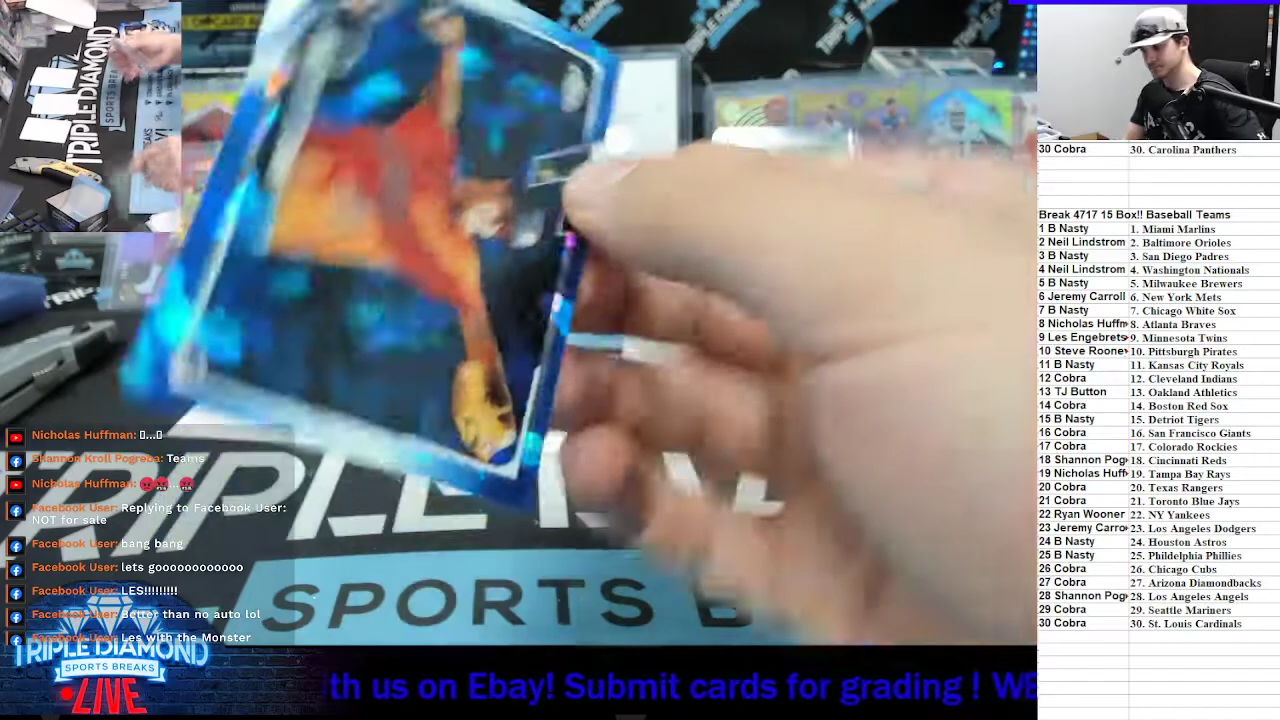 TRIPLE DIAMOND
SPORTS BREA
TRIPLE DIA
SPORTS B
Nicholas Huffman:
Shannon Kroll Pogreba: Teams
Nicholas Huffman:
Facebook User: Replying to Facebook User:
NOT for sale
Facebook User: bang bang
Facebook User: lets gooooooooooo
Facebook User: LES!!!!!!!!!
Facebook User: Better than no auto lol
Facebook User: Les with the Monster
TRIPLE DIAMOND
SPORTS BREAKS
LIVE
th us on Ebay! Submit cards for grading ! WE
30 Cobra 30. Carolina Panthers
Break 4717 15 Box!! Baseball Teams
1 B Nasty 1. Miami Marlins
2 Neil Lindstrom 2. Baltimore Orioles
3 B Nasty 3. San Diego Padres
4 Neil Lindstrom 4. Washington Nationals
5 B Nasty 5. Milwaukee Brewers
6 Jeremy Carroll 6. New York Mets
7 B Nasty 7. Chicago White Sox
8 Nicholas Huffm 8. Atlanta Braves
9 Les Engebrets 9. Minnesota Twins
10 Steve Roone 10. Pittsburgh Pirates
11 B Nasty 11. Kansas City Royals
12 Cobra 12. Cleveland Indians
13 TJ Button 13. Oakland Athletics
14 Cobra 14. Boston Red Sox
15 B Nasty 15. Detriot Tigers
16 Cobra 16. San Francisco Giants
17 Cobra 17. Colorado Rockies
18 Shannon Pog 18. Cincinnati Reds
19 Nicholas Huff 19. Tampa Bay Rays
20 Cobra 20. Texas Rangers
21 Cobra 21. Toronto Blue Jays
22 Ryan Wooner 22. NY Yankees
23 Jeremy Carro 23. Los Angeles Dodgers
24 B Nasty 24. Houston Astros
25 B Nasty 25. Phildelphia Phillies
26 Cobra 26. Chicago Cubs
27 Cobra 27. Arizona Diamondbacks
28 Shannon Pog 28. Los Angeles Angels
29 Cobra 29. Seattle Mariners
30 Cobra 30. St. Louis Cardinals